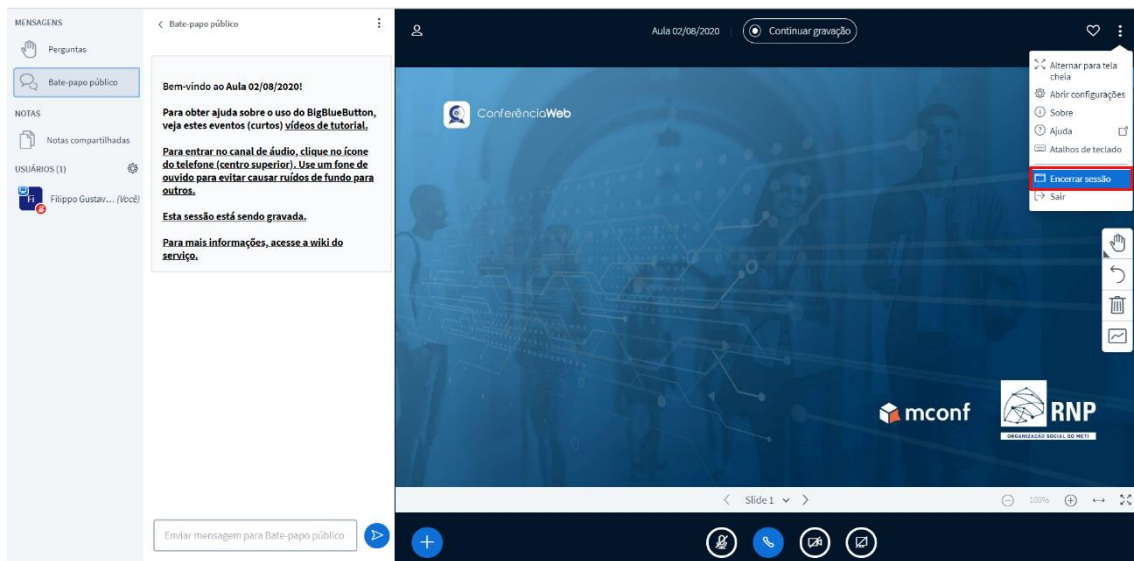 MENSAGENS
Perguntas
Bate-papo público
NOTAS
Notas compartilhadas
USUÁRIOS (1)
Fi
Filippo Gustav... (Você)
Bate-papo público
Bem-vindo ao Aula 02/08/2020!
Para obter ajuda sobre o uso do BigBlueButton,
veja estes eventos (curtos) vídeos de tutorial.
Para entrar no canal de áudio, clique no ícone
do telefone (centro superior). Use um fone de
ouvido para evitar causar ruídos de fundo para
outros.
Esta sessão está sendo gravada.
Para mais informações, acesse a wiki do
serviço.
Enviar mensagem para Bate-papo público
Aula 02/08/2020
Continuar gravação
Alternar para tela
cheia
Abrir configurações
Sobre
Ajuda
Atalhos de teclado
Encerrar sessão
Sair
ConferênciaWeb
mconf
RNP
ORGANIZAÇÃO SOCIAL DO MCTI
Slide 1
100%